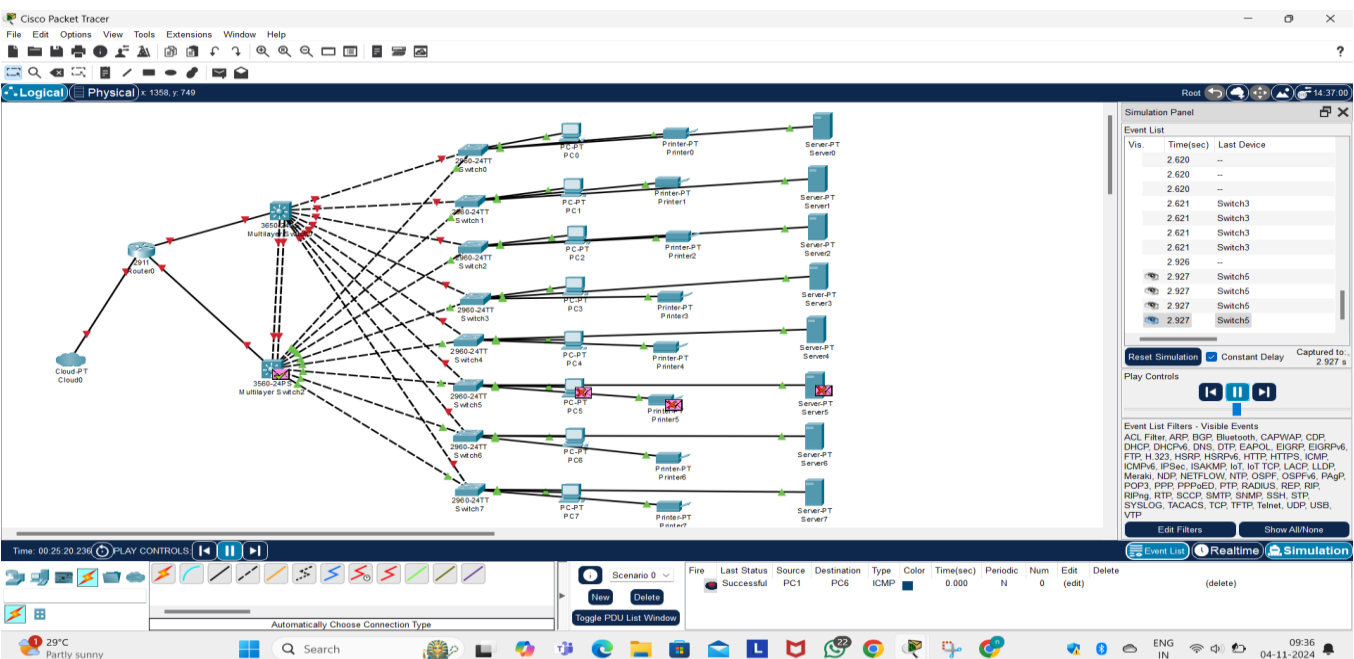 Cisco Packet Tracer
File Edit Options View Tools Extensions Window Help
?
Logical Physical x: 1358, y: 749 Root 14:37:00
Simulation Panel
Event List
Vis. Time(sec) Last Device
2.620 --
2.620 --
2.620 --
2.621 Switch3
2.621 Switch3
2.621 Switch3
2.621 Switch3
2.926 --
2.927 Switch5
2.927 Switch5
2.927 Switch5
2.927 Switch5
Reset Simulation Constant Delay Captured to:
2.927 s
Play Controls
Event List Filters - Visible Events
ACL Filter, ARP, BGP, Bluetooth, CAPWAP, CDP,
DHCP, DHCPv6, DNS, DTP, EAPOL, EIGRP, EIGRPv6,
FTP, H.323, HSRP, HSRPv6, HTTP, HTTPS, ICMP,
ICMPv6, IPSec, ISAKMP, IoT, IoT TCP, LACP, LLDP,
Meraki, NDP, NETFLOW, NTP, OSPF, OSPFv6, PAgP,
POP3, PPP, PPPoED, PTP, RADIUS, REP, RIP,
RIPng, RTP, SCCP, SMTP, SNMP, SSH, STP,
SYSLOG, TACACS, TCP, TFTP, Telnet, UDP, USB,
VTP
Edit Filters Show All/None
Event List Realtime Simulation
2960-24TT
Switch0
PC-PT
PC0
Printer-PT
Printer0
Server-PT
Server0
Switch1
PC-PT
PC1
Printer-PT
Printer1
Server-PT
Server1
2960-24TT
Switch2
PC-PT
PC2
Printer-PT
Printer2
Server-PT
Server2
2960-24TT
Switch3
PC-PT
PC3
Printer-PT
Printer3
Server-PT
Server3
2960-24TT
Switch4
PC-PT
PC4
Printer-PT
Printer4
Server-PT
Server4
2960-24TT
Switch5
PC-PT
PC5
Printer5
Server-PT
Server5
2960-24TT
Switch6
PC-PT
PC6
Printer-PT
Printer6
Server-PT
Server6
2960-24TT
Switch7
PC-PT
PC7
Printer-PT
Printer7
Server-PT
Server7
Multilayer
2911
Router0
Cloud-PT
Cloud0
3560-24PS
Multilayer Switch2
Time: 00:25:20.236 PLAY CONTROLS:
Automatically Choose Connection Type
Scenario 0
New Delete
Toggle PDU List Window
Fire Last Status Source Destination Type Color Time(sec) Periodic Num Edit Delete
Successful PC1 PC6 ICMP 0.000 N 0 (edit) (delete)
1
29°C
Partly sunny
Search
22
ENG
IN
09:36
04-11-2024